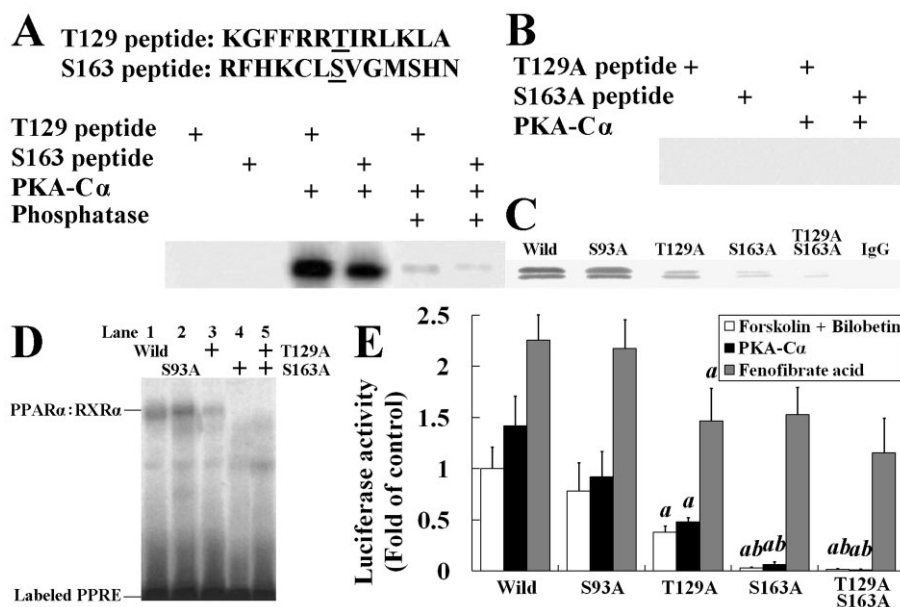 A
T129 peptide: KGFFRRTIRLKLA
S163 peptide: RFHKCLSVGMSHN
T129 peptide + + +
S163 peptide + + +
PKA-Cα + + + +
Phosphatase + +
B
T129A peptide + +
S163A peptide + +
PKA-Cα + +
C
Wild S93A T129A S163A T129A S163A IgG
D
Lane 1 2 3 4 5
Wild + + T129A
S93A + + S163A
PPARα:RXRα
Labeled PPRE
E
Luciferase activity
(Fold of control)
2.5
2
1.5
1
0.5
0
Forskolin + Bilobetin
PKA-Cα
Fenofibrate acid
a
a a
ab ab
ab ab
Wild S93A T129A S163A T129A
S163A